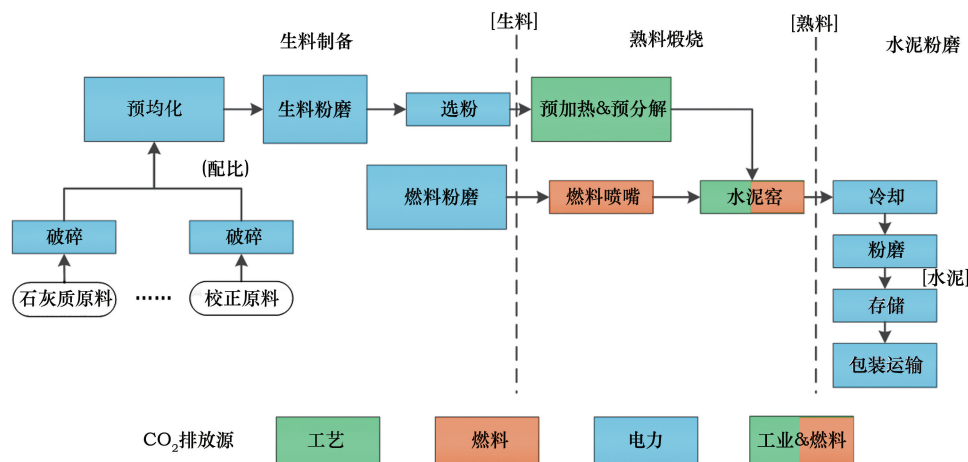 [生料]
[熟料]
生料制备
熟料煅烧
水泥粉磨
预均化
生料粉磨
选粉
预加热&预分解
(配比)
燃料粉磨
燃料喷嘴
水泥窑
冷却
破碎
破碎
粉磨
[水泥]
石灰质原料
……
校正原料
存储
包装运输
CO₂排放源
工艺
燃料
电力
工业&燃料